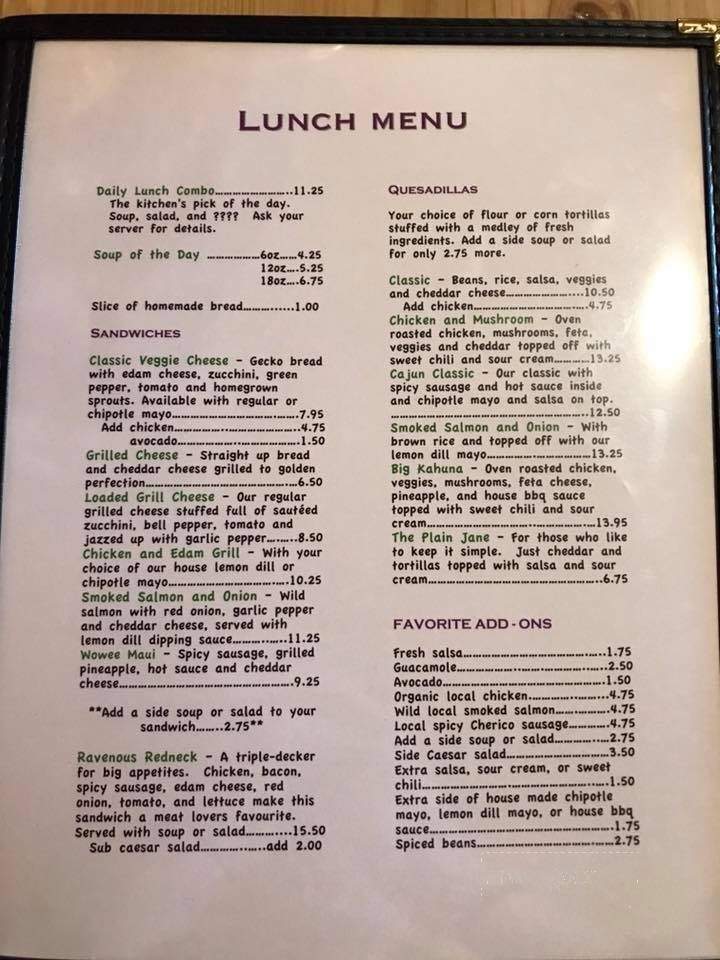 LUNCH MENU
Daily Lunch Combo........................11.25
The kitchen's pick of the day.
Soup, salad, and ???? Ask your
server for details.
Soup of the Day ..................6oz......4.25
12oz....5.25
18oz....6.75
Slice of homemade bread.............1.00
SANDWICHES
Classic Veggie Cheese - Gecko bread
with edam cheese, zucchini, green
pepper, tomato and homegrown
sprouts. Available with regular or
chipotle mayo........................................7.95
Add chicken................................4.75
avocado...............................1.50
Grilled Cheese - Straight up bread
and cheddar cheese grilled to golden
perfection...............................................6.50
Loaded Grill Cheese - Our regular
grilled cheese stuffed full of sautéed
zucchini, bell pepper, tomato and
jazzed up with garlic pepper.........8.50
Chicken and Edam Grill - With your
choice of our house lemon dill or
chipotle mayo......................................10.25
Smoked Salmon and Onion - Wild
salmon with red onion, garlic pepper
and cheddar cheese, served with
lemon dill dipping sauce.................11.25
Wowee Maui - Spicy sausage, grilled
pineapple, hot sauce and cheddar
cheese......................................................9.25
**Add a side soup or salad to your
sandwich........2.75**
Ravenous Redneck - A triple-decker
for big appetites. Chicken, bacon,
spicy sausage, edam cheese, red
onion, tomato, and lettuce make this
sandwich a meat lovers favourite.
Served with soup or salad.............15.50
Sub caesar salad..................add 2.00
QUESADILLAS
Your choice of flour or corn tortillas
stuffed with a medley of fresh
ingredients. Add a side soup or salad
for only 2.75 more.
Classic - Beans, rice, salsa, veggies
and cheddar cheese.........................10.50
Add chicken...................................4.75
Chicken and Mushroom - Oven
roasted chicken, mushrooms, feta,
veggies and cheddar topped off with
sweet chili and sour cream............13.25
Cajun Classic - Our classic with
spicy sausage and hot sauce inside
and chipotle mayo and salsa on top.
..............................................................12.50
Smoked Salmon and Onion - With
brown rice and topped off with our
lemon dill mayo..................................13.25
Big Kahuna - Oven roasted chicken,
veggies, mushrooms, feta cheese,
pineapple, and house bbq sauce
topped with sweet chili and sour
cream.....................................................13.95
The Plain Jane - For those who like
to keep it simple. Just cheddar and
tortillas topped with salsa and sour
cream.......................................................6.75
FAVORITE ADD-ONS
Fresh salsa............................................1.75
Guacamole..............................................2.50
Avocado...................................................1.50
Organic local chicken.........................4.75
Wild local smoked salmon.................4.75
Local spicy Cherico sausage.............4.75
Add a side soup or salad..................2.75
Side Caesar salad................................3.50
Extra salsa, sour cream, or sweet
chili..........................................................1.50
Extra side of house made chipotle
mayo, lemon dill mayo, or house bbq
sauce.........................................................1.75
Spiced beans..........................................2.75